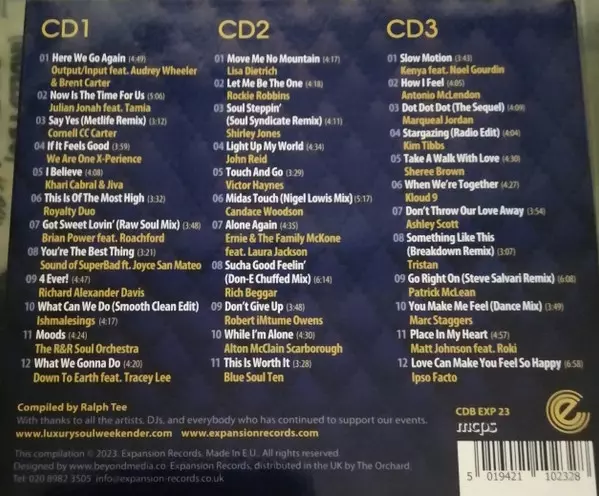 CD1
01 Here We Go Again (4:49)
Output/Input feat. Audrey Wheeler
& Brent Carter
02 Now Is The Time For Us (5:06)
Julian Jonah feat. Tamia
03 Say Yes (Metlife Remix) (3:12)
Cornell CC Carter
04 If It Feels Good (3:59)
We Are One X-Perience
05 I Believe (4:08)
Khari Cabral & Jiva
06 This Is Of The Most High (3:32)
Royalty Duo
07 Got Sweet Lovin' (Raw Soul Mix) (3:48)
Brian Power feat. Roachford
08 You're The Best Thing (3:21)
Sound of SuperBad ft. Joyce San Mateo
09 4 Ever! (4:47)
Richard Alexander Davis
10 What Can We Do (Smooth Clean Edit)
Ishmalesings (4:17)
11 Moods (4:24)
The R&R Soul Orchestra
12 What We Gonna Do (4:20)
Down To Earth feat. Tracey Lee
CD2
01 Move Me No Mountain (4:17)
Lisa Dietrich
02 Let Me Be The One (4:18)
Rockie Robbins
03 Soul Steppin'
(Soul Syndicate Remix) (4:11)
Shirley Jones
04 Light Up My World (4:34)
John Reid
05 Touch And Go (3:29)
Victor Haynes
06 Midas Touch (Nigel Lowis Mix) (5:17)
Candace Woodson
07 Alone Again (4:35)
Ernie & The Family McKone
feat. Laura Jackson
08 Sucha Good Feelin'
(Don-E Chuffed Mix) (6:14)
Rich Beggar
09 Don't Give Up (3:48)
Robert iMtume Owens
10 While I'm Alone (4:30)
Alton McClain Scarborough
11 This Is Worth It (3:28)
Blue Soul Ten
CD3
01 Slow Motion (3:43)
Kenya feat. Noel Gourdin
02 How I Feel (4:05)
Antonio McLendon
03 Dot Dot Dot (The Sequel) (4:09)
Marqueal Jordan
04 Stargazing (Radio Edit) (4:04)
Kim Tibbs
05 Take A Walk With Love (4:30)
Sheree Brown
06 When We're Together (4:27)
Kloud 9
07 Don't Throw Our Love Away (3:54)
Ashley Scott
08 Something Like This
(Breakdown Remix) (3:07)
Tristan
09 Go Right On (Steve Salvari Remix) (6:08)
Patrick McLean
10 You Make Me Feel (Dance Mix) (3:49)
Marc Staggers
11 Place In My Heart (4:57)
Matt Johnson feat. Roki
12 Love Can Make You Feel So Happy (6:58)
Ipso Facto
Compiled by Ralph Tee
With thanks to all the artists, DJs, and everybody who has continued to support our events.
www.luxurysoulweekender.com www.expansionrecords.com
This compilation © 2023. Expansion Records. Made in E.U.. All rights reserved.
Designed by www.beyondmedia.co Expansion Records, distributed in the UK by The Orchard.
Tel: 020 8982 3505 info@expansion-records.co.uk
CDB EXP 23
mcps
5 019421 102328